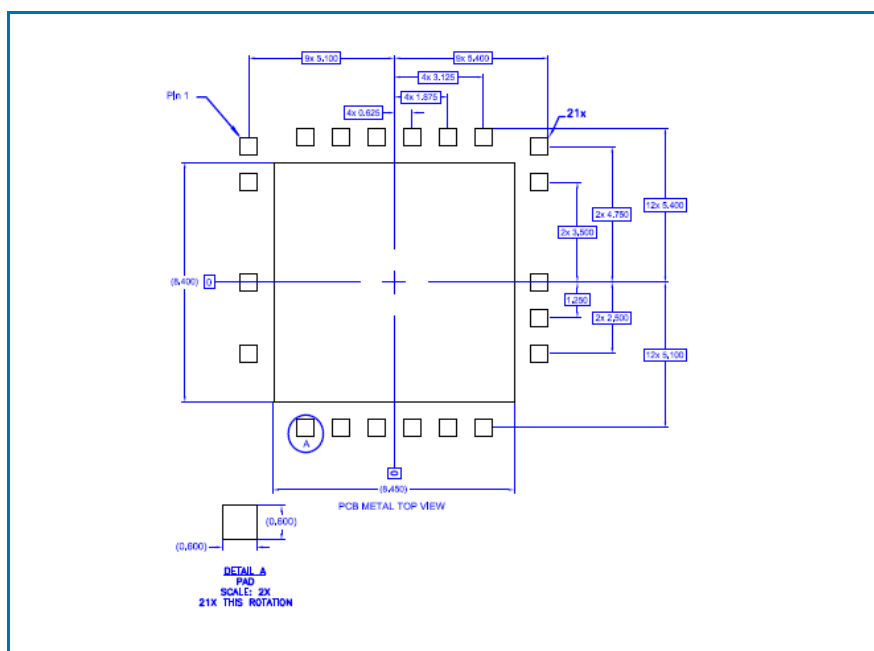 9x 5.100
9x 5.400
4x 3.125
Pin 1
4x 1.875
4x 0.625
21x
12x 5.400
2x 4.750
2x 3.500
(8.400)
0
1.250
2x 2.500
12x 5.100
A
0
(8.450)
PCB METAL TOP VIEW
(0.600)
(0.600)
DETAIL A
PAD
SCALE: 2X
21X THIS ROTATION